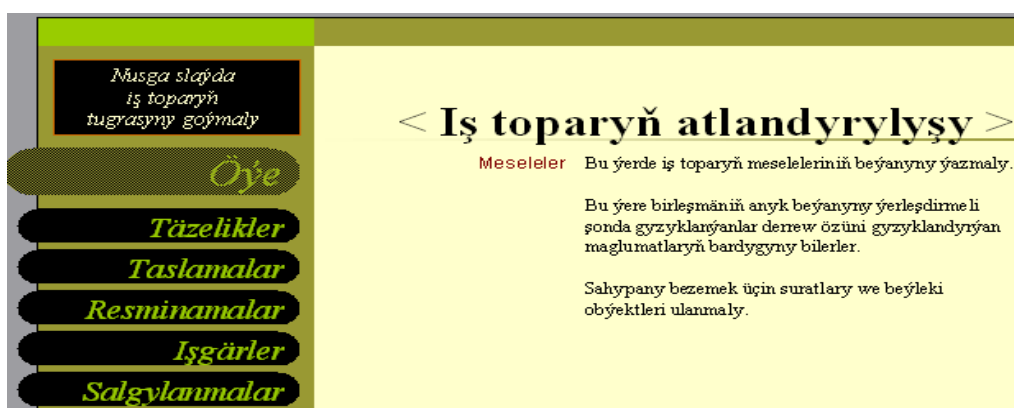 Nusga slaýda
iş toparyň
tugrasyny goýmaly
Öýe
Täzelikler
Taslamalar
Resminamalar
Işgärler
Salgylanmalar
< Iş toparyň atlandyrylyşy >
Meseleler
Bu ýerde iş toparyň meseleleriniň beýanyny ýazmaly.
Bu ýere birleşmäniň anyk beýanyny ýerleşdirmeli
şonda gyzyklanýanlar derrew özüni gyzyklandyrýan
maglumatlaryň bardygyny bilerler.
Sahypany bezemek üçin suratlary we beýleki
obýektleri ulanmaly.